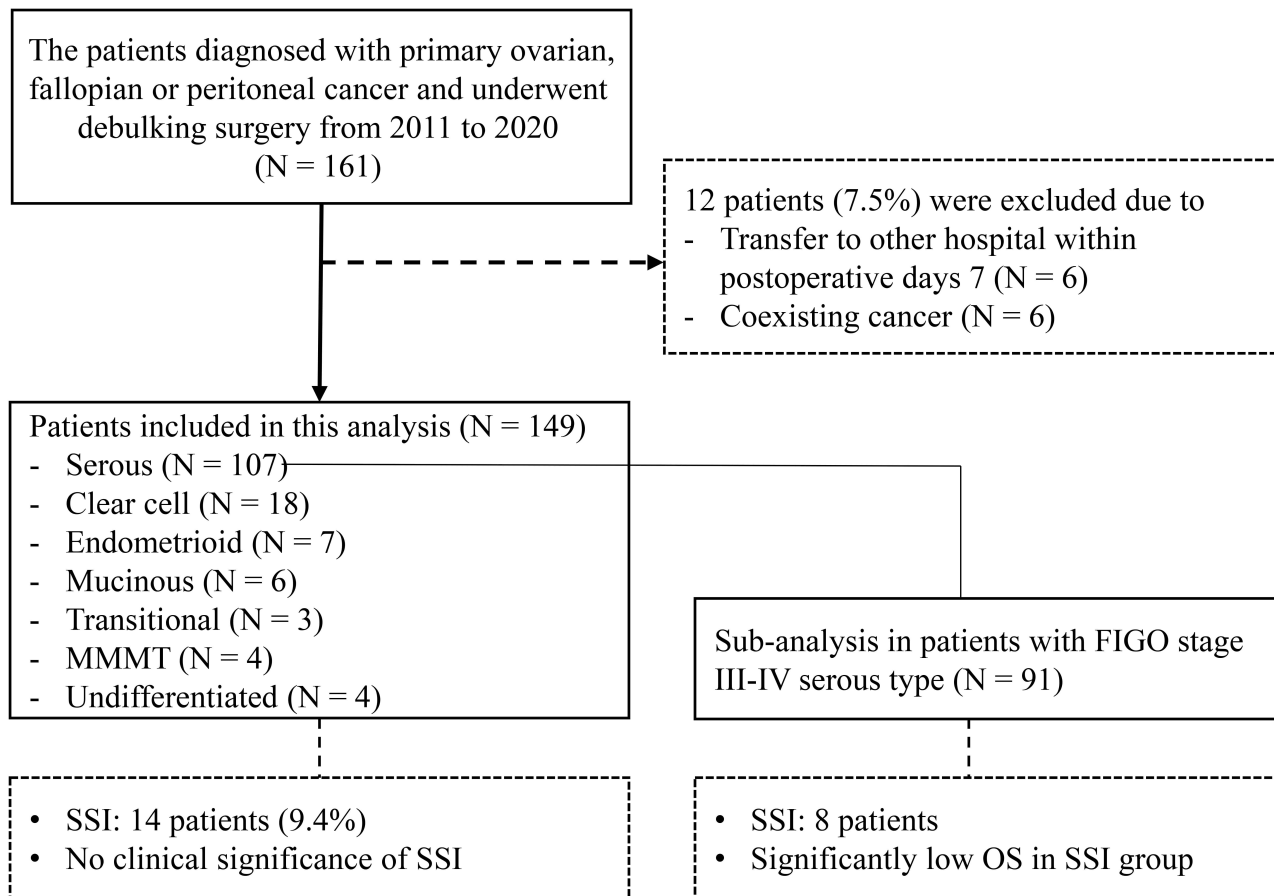 The patients diagnosed with primary ovarian,
fallopian or peritoneal cancer and underwent
debulking surgery from 2011 to 2020
(N = 161)
12 patients (7.5%) were excluded due to
- Transfer to other hospital within
postoperative days 7 (N = 6)
- Coexisting cancer (N = 6)
Patients included in this analysis (N = 149)
- Serous (N = 107)
- Clear cell (N = 18)
- Endometrioid (N = 7)
- Mucinous (N = 6)
- Transitional (N = 3)
- MMMT (N = 4)
- Undifferentiated (N = 4)
Sub-analysis in patients with FIGO stage
III-IV serous type (N = 91)
• SSI: 14 patients (9.4%)
• No clinical significance of SSI
• SSI: 8 patients
• Significantly low OS in SSI group